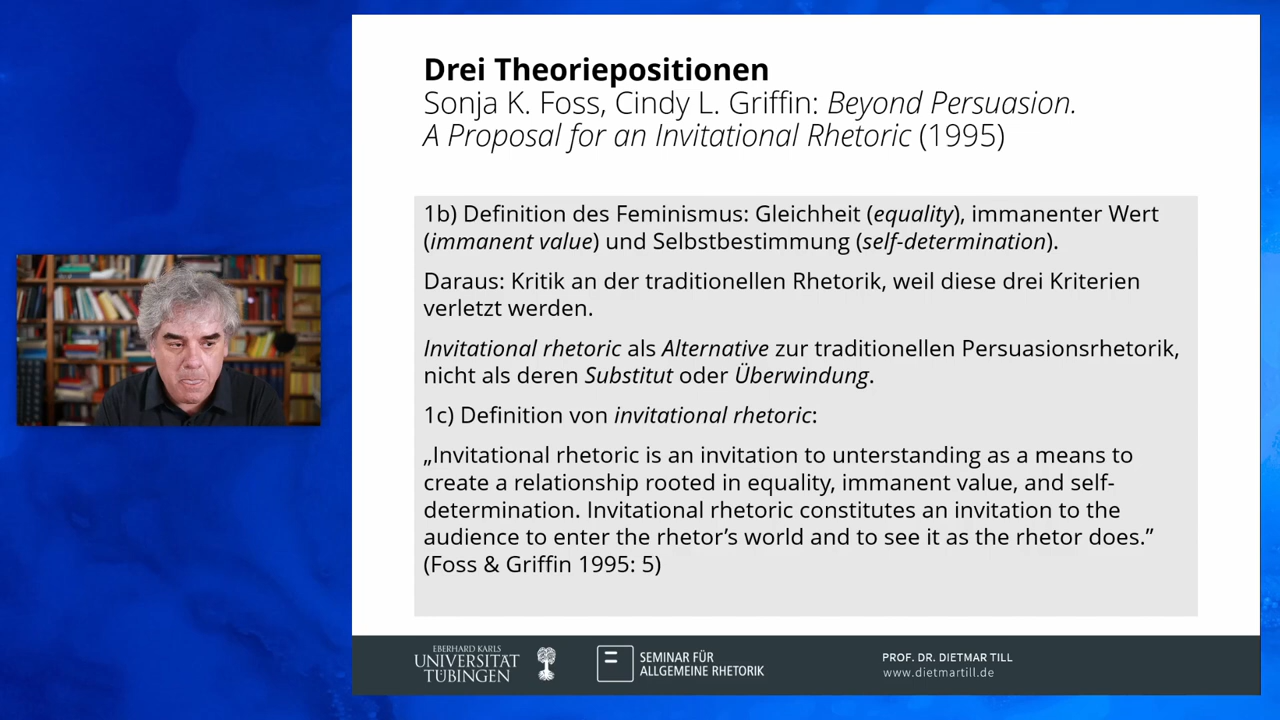 Drei Theoriepositionen
Sonja K. Foss, Cindy L. Griffin: Beyond Persuasion.
A Proposal for an Invitational Rhetoric (1995)
1b) Definition des Feminismus: Gleichheit (equality), immanenter Wert
(immanent value) und Selbstbestimmung (self-determination).
Daraus: Kritik an der traditionellen Rhetorik, weil diese drei Kriterien
verletzt werden.
Invitational rhetoric als Alternative zur traditionellen Persuasionsrhetorik,
nicht als deren Substitut oder Überwindung.
1c) Definition von invitational rhetoric:
„Invitational rhetoric is an invitation to unterstanding as a means to
create a relationship rooted in equality, immanent value, and self-
determination. Invitational rhetoric constitutes an invitation to the
audience to enter the rhetor’s world and to see it as the rhetor does.”
(Foss & Griffin 1995: 5)
EBERHARD KARLS
UNIVERSITÄT
TÜBINGEN
SEMINAR FÜR
ALLGEMEINE RHETORIK
PROF. DR. DIETMAR TILL
www.dietmartill.de